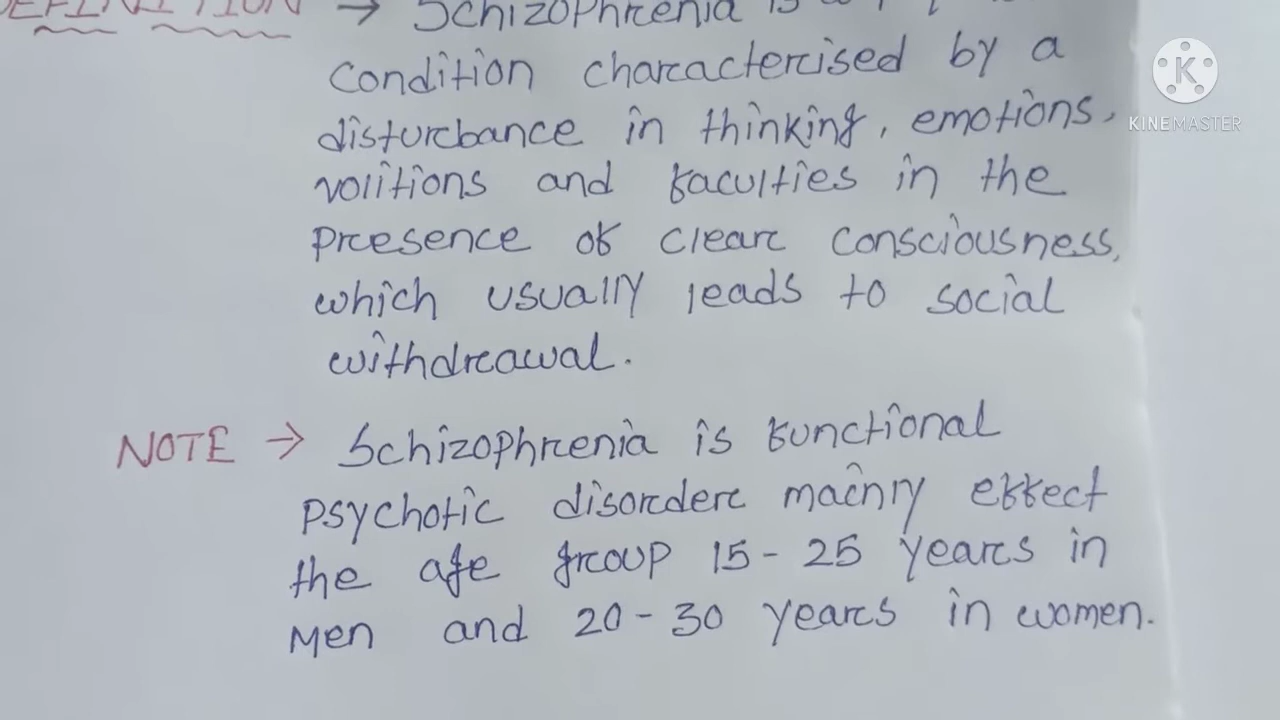 DEFINITION → Schizophrenia is a
condition characterised by a
disturbance in thinking, emotions,
volitions and faculties in the
presence of clear consciousness,
which usually leads to social
withdrawal.
NOTE → Schizophrenia is functional
psychotic disorder mainly effect
the age group 15 - 25 years in
Men and 20 - 30 years in women.
K
KINEMASTER